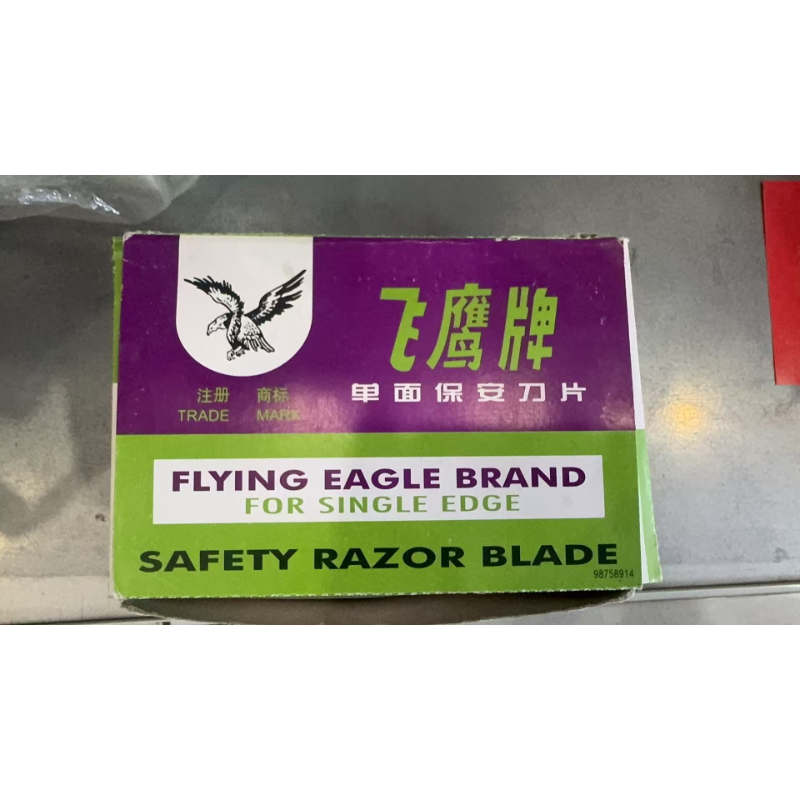 飞鹰牌
注册 商标
TRADE MARK
单面保安刀片
FLYING EAGLE BRAND
FOR SINGLE EDGE
SAFETY RAZOR BLADE
98758914